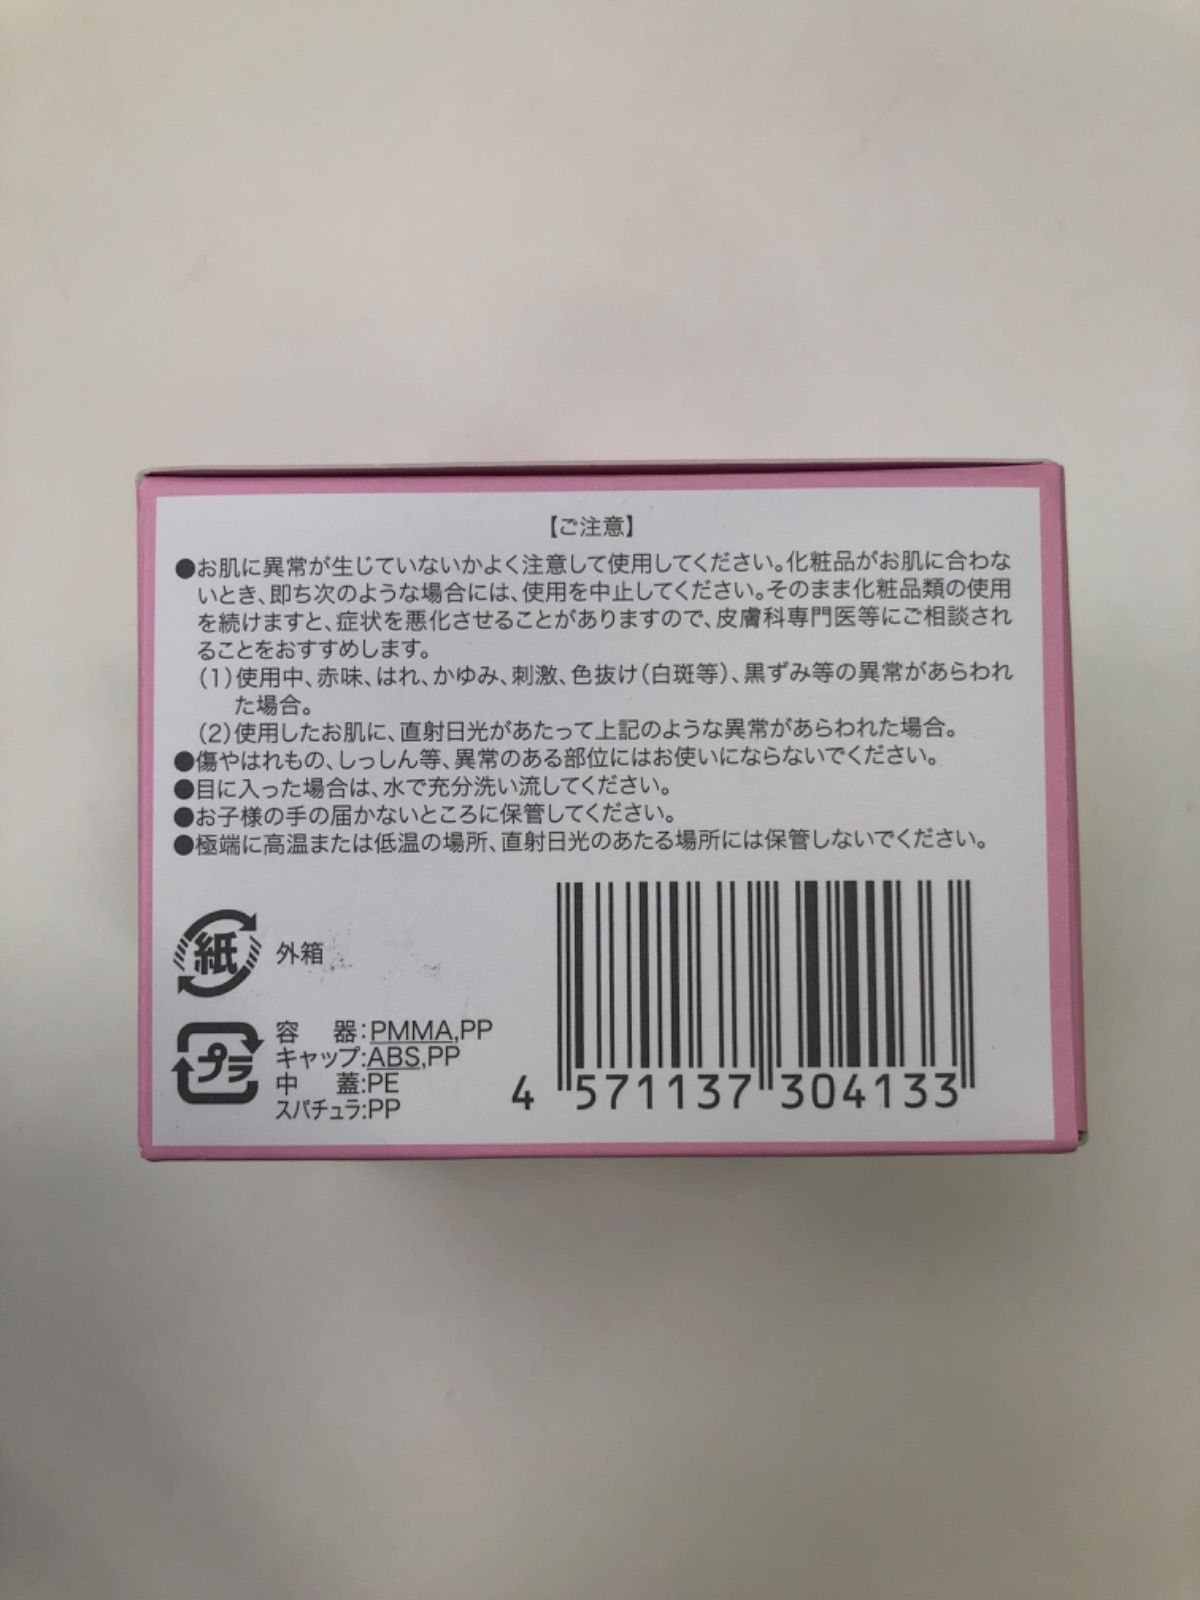 【ご注意】
●お肌に異常が生じていないかよく注意して使用してください。化粧品がお肌に合わな
いとき、即ち次のような場合には、使用を中止してください。そのまま化粧品類の使用
を続けますと、症状を悪化させることがありますので、皮膚科専門医等にご相談され
ることをおすすめします。
(1)使用中、赤味、はれ、かゆみ、刺激、色抜け(白斑等)、黒ずみ等の異常があらわれ
た場合。
(2)使用したお肌に、直射日光があたって上記のような異常があらわれた場合。
●傷やはれもの、しっしん等、異常のある部位にはお使いにならないでください。
●目に入った場合は、水で充分洗い流してください。
●お子様の手の届かないところに保管してください。
●極端に高温または低温の場所、直射日光のあたる場所には保管しないでください。
紙 外箱
プラ
容 器:PMMA,PP
キャップ:ABS,PP
中 蓋:PE
スパチュラ:PP
4 571137 304133